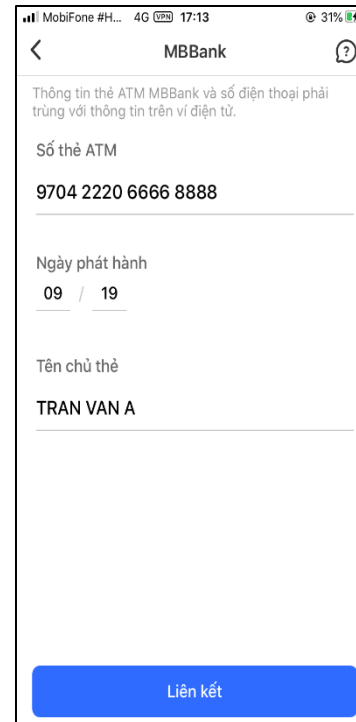 MobiFone #H... 4G VPN 17:13 31%
MBBank
Thông tin thẻ ATM MBBank và số điện thoại phải
trùng với thông tin trên ví điện tử.
Số thẻ ATM
9704 2220 6666 8888
Ngày phát hành
09 / 19
Tên chủ thẻ
TRAN VAN A
Liên kết